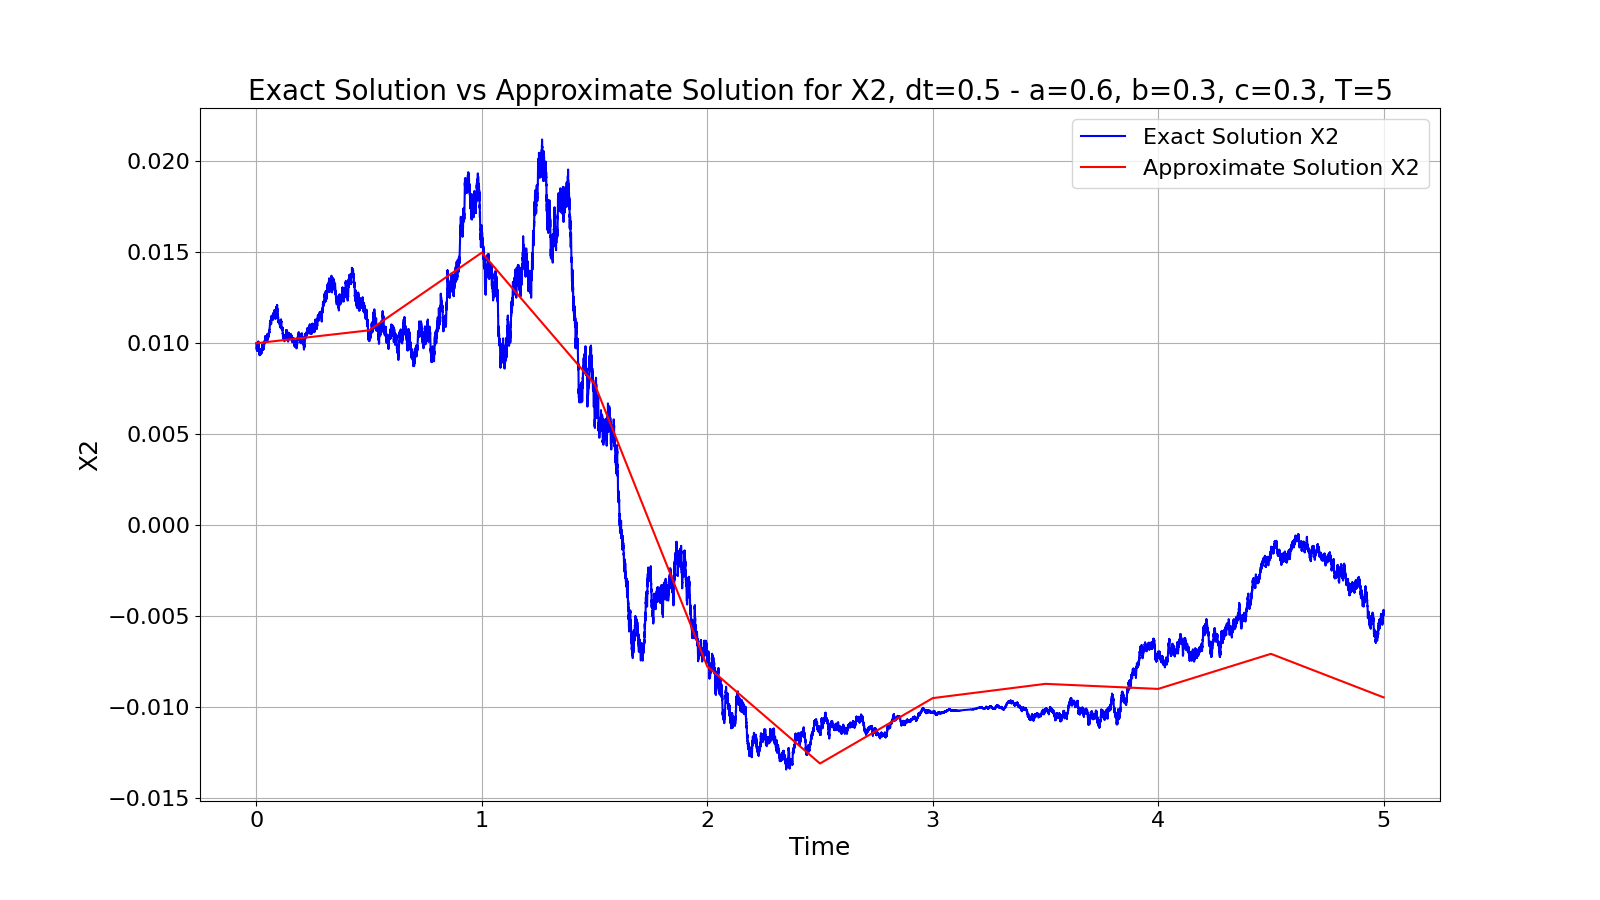 Exact Solution vs Approximate Solution for X2, dt=0.5 - a=0.6, b=0.3, c=0.3, T=5
Exact Solution X2
Approximate Solution X2
0.020
0.015
0.010
0.005
0.000
−0.005
−0.010
−0.015
X2
0 1 2 3 4 5
Time